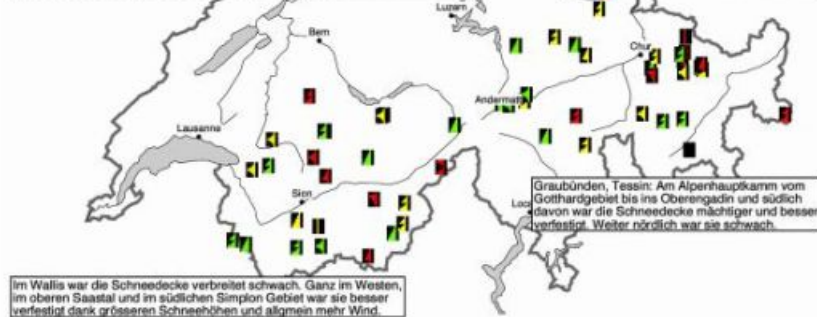 Luzern
Bern
Chur
Andermatt
Lausanne
Sion
Graubünden, Tessin: Am Alpenhauptkamm vom
Gotthardgebiet bis ins Oberengadin und südlich
davon war die Schneedecke mächtiger und besser
verfestigt. Weiter nördlich war sie schwach.
Im Wallis war die Schneedecke verbreitet schwach. Ganz im Westen,
im oberen Saastal und im südlichen Simplon Gebiet war sie besser
verfestigt dank grösseren Schneehöhen und allgmein mehr Wind.